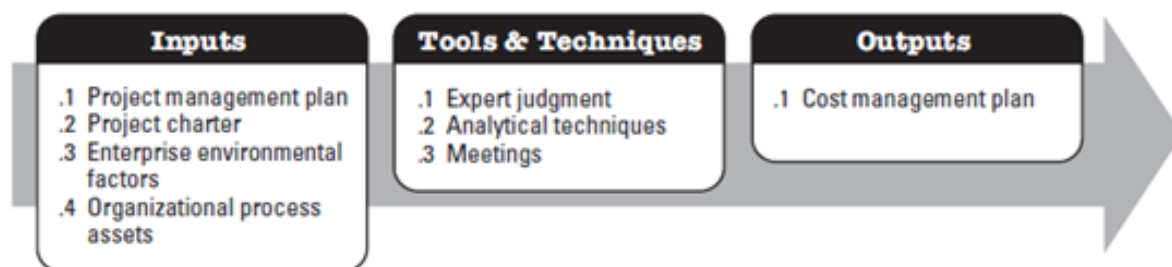 Inputs
.1 Project management plan
.2 Project charter
.3 Enterprise environmental
factors
.4 Organizational process
assets
Tools & Techniques
.1 Expert judgment
.2 Analytical techniques
.3 Meetings
Outputs
.1 Cost management plan